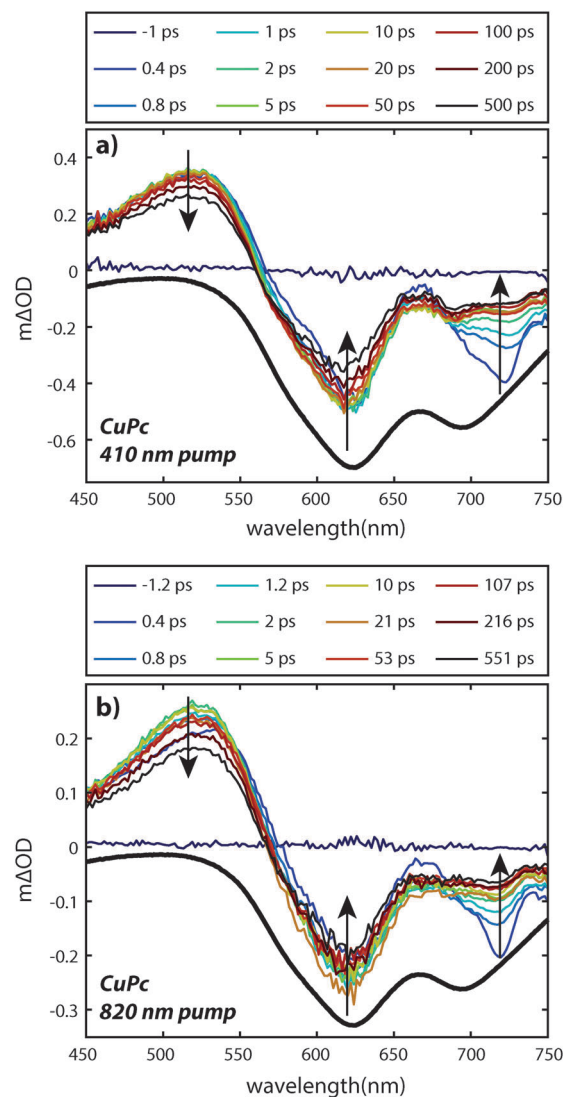 -1 ps 1 ps 10 ps 100 ps
0.4 ps 2 ps 20 ps 200 ps
0.8 ps 5 ps 50 ps 500 ps
a)
0.4
0.2
0
-0.2
-0.4
-0.6
mΔOD
CuPc
410 nm pump
450 500 550 600 650 700 750
wavelength(nm)
-1.2 ps 1.2 ps 10 ps 107 ps
0.4 ps 2 ps 21 ps 216 ps
0.8 ps 5 ps 53 ps 551 ps
b)
0.2
0.1
0
-0.1
-0.2
-0.3
mΔOD
CuPc
820 nm pump
450 500 550 600 650 700 750
wavelength(nm)